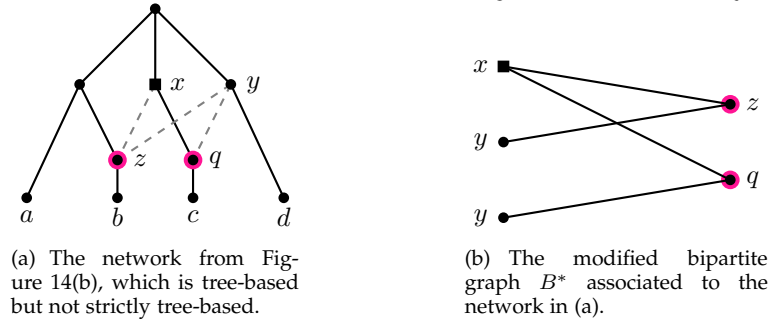 x
y
z
q
a
b
c
d
(a) The network from Fig-
ure 14(b), which is tree-based
but not strictly tree-based.
x
z
y
q
y
(b) The modified bipartite
graph B* associated to the
network in (a).